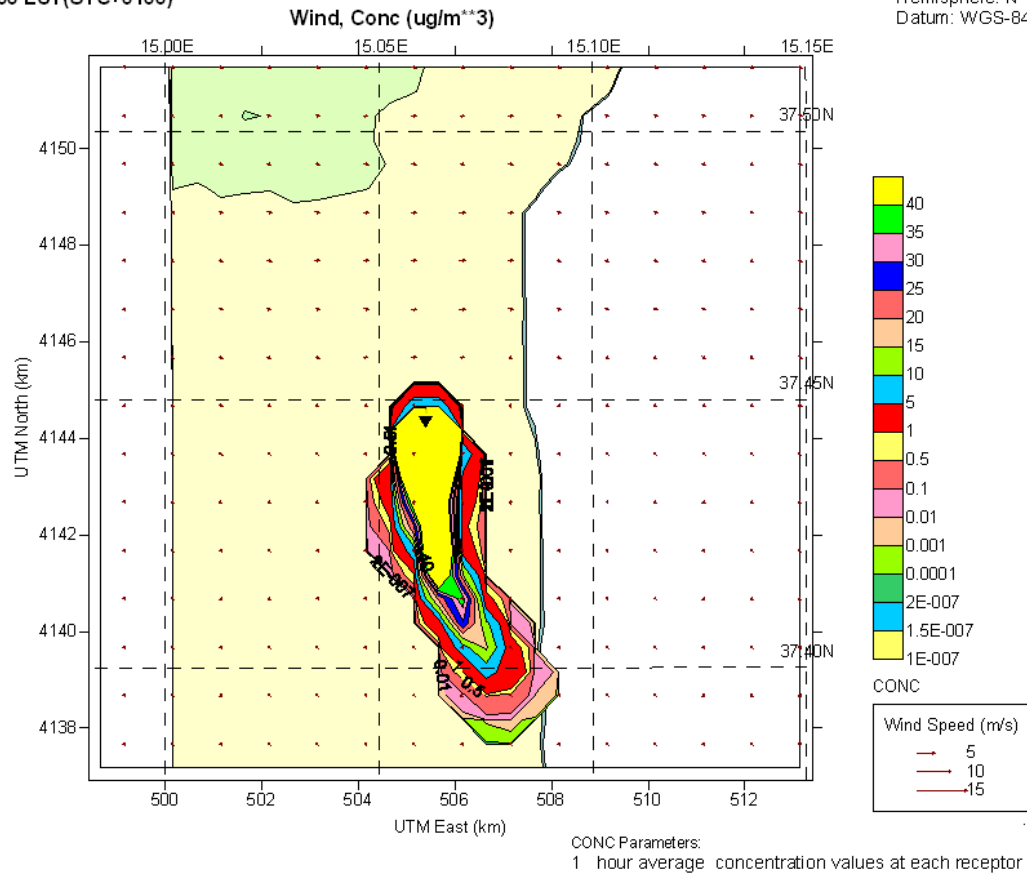 Wind, Conc (ug/m**3)
Datum: WGS-84
15.00E 15.05E 15.10E 15.15E
37.50N
37.45N
37.40N
4150
4148
4146
4144
4142
4140
4138
UTM North (km)
500 502 504 506 508 510 512
UTM East (km)
0.01
0.5
2E-007
40
35
30
25
20
15
10
5
1
0.5
0.1
0.01
0.001
0.0001
2E-007
1.5E-007
1E-007
CONC
Wind Speed (m/s)
5
10
15
CONC Parameters:
1 hour average concentration values at each receptor